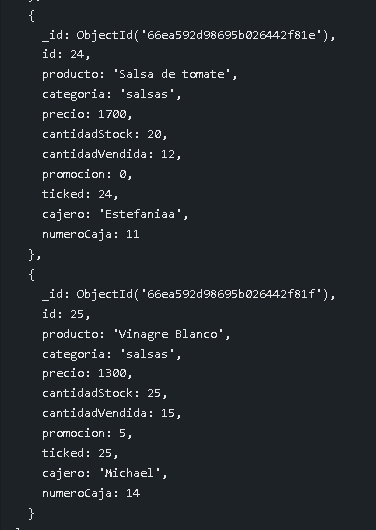 {
_id: ObjectId('66ea592d98695b026442f81e'),
id: 24,
producto: 'Salsa de tomate',
categoria: 'salsas',
precio: 1700,
cantidadStock: 20,
cantidadVendida: 12,
promocion: 0,
ticked: 24,
cajero: 'Estefaniaa',
numeroCaja: 11
},
{
_id: ObjectId('66ea592d98695b026442f81f'),
id: 25,
producto: 'Vinagre Blanco',
categoria: 'salsas',
precio: 1300,
cantidadStock: 25,
cantidadVendida: 15,
promocion: 5,
ticked: 25,
cajero: 'Michael',
numeroCaja: 14
}